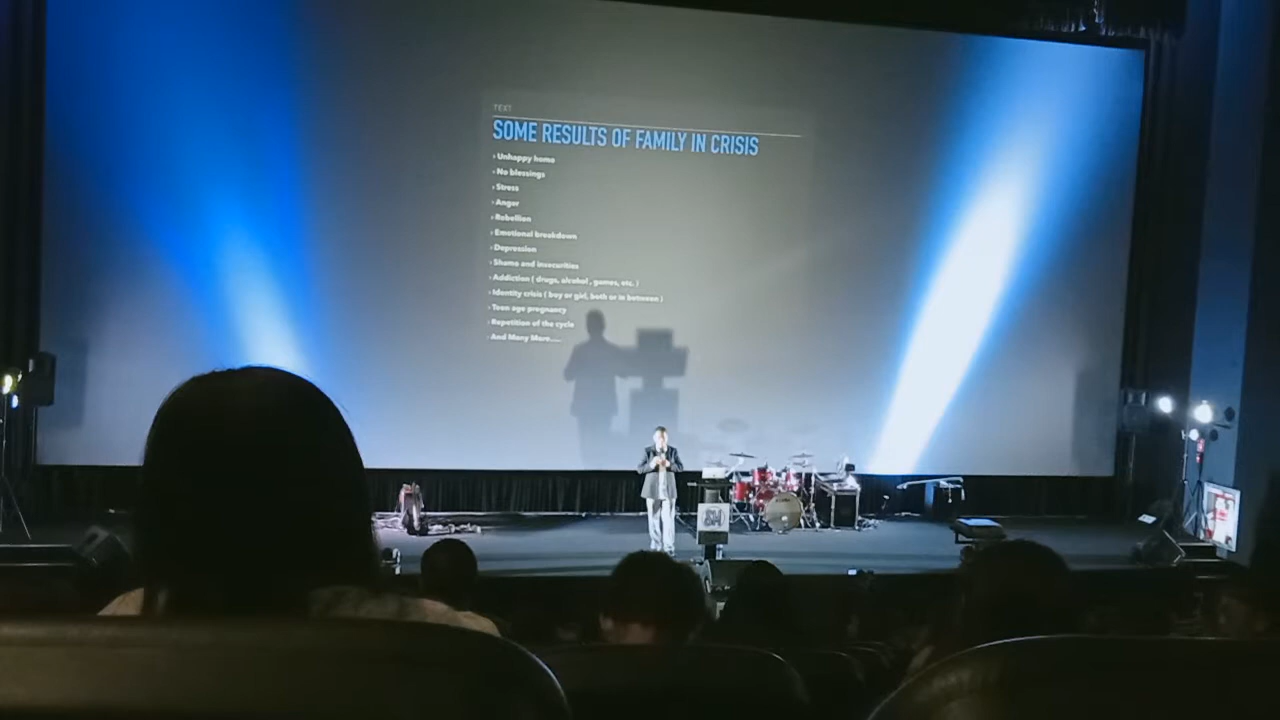 TEXT
SOME RESULTS OF FAMILY IN CRISIS
› Unhappy home
› No blessings
› Stress
› Anger
› Rebellion
› Emotional breakdown
› Depression
› Shame and insecurities
› Addiction ( drugs, alcohol , games, etc. )
› Identity crisis ( boy or girl, both or in between )
› Teen age pregnancy
› Repetition of the cycle
› And Many More.....